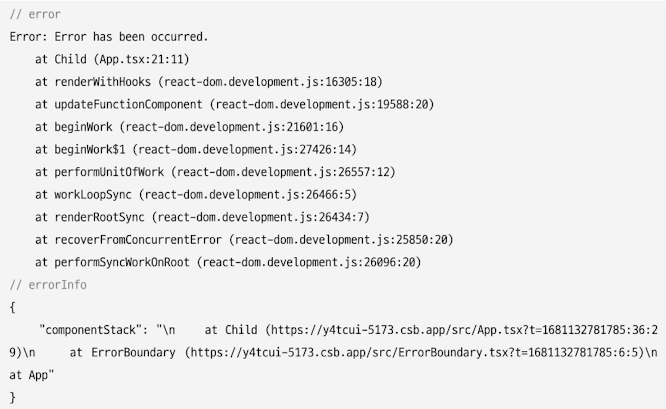 // error
Error: Error has been occurred.
    at Child (App.tsx:21:11)
    at renderWithHooks (react-dom.development.js:16305:18)
    at updateFunctionComponent (react-dom.development.js:19588:20)
    at beginWork (react-dom.development.js:21601:16)
    at beginWork$1 (react-dom.development.js:27426:14)
    at performUnitOfWork (react-dom.development.js:26557:12)
    at workLoopSync (react-dom.development.js:26466:5)
    at renderRootSync (react-dom.development.js:26434:7)
    at recoverFromConcurrentError (react-dom.development.js:25850:20)
    at performSyncWorkOnRoot (react-dom.development.js:26096:20)
// errorInfo
{
    "componentStack": "\n    at Child (https://y4tcui-5173.csb.app/src/App.tsx?t=1681132781785:36:2
9)\n    at ErrorBoundary (https://y4tcui-5173.csb.app/src/ErrorBoundary.tsx?t=1681132781785:6:5)\n
at App"
}